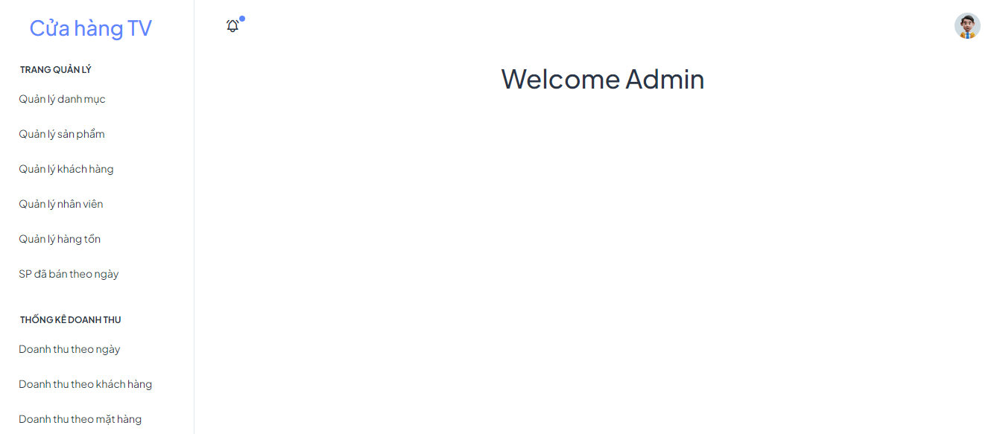 Cửa hàng TV
TRANG QUẢN LÝ
Quản lý danh mục
Quản lý sản phẩm
Quản lý khách hàng
Quản lý nhân viên
Quản lý hàng tồn
SP đã bán theo ngày
THỐNG KÊ DOANH THU
Doanh thu theo ngày
Doanh thu theo khách hàng
Doanh thu theo mặt hàng
Welcome Admin